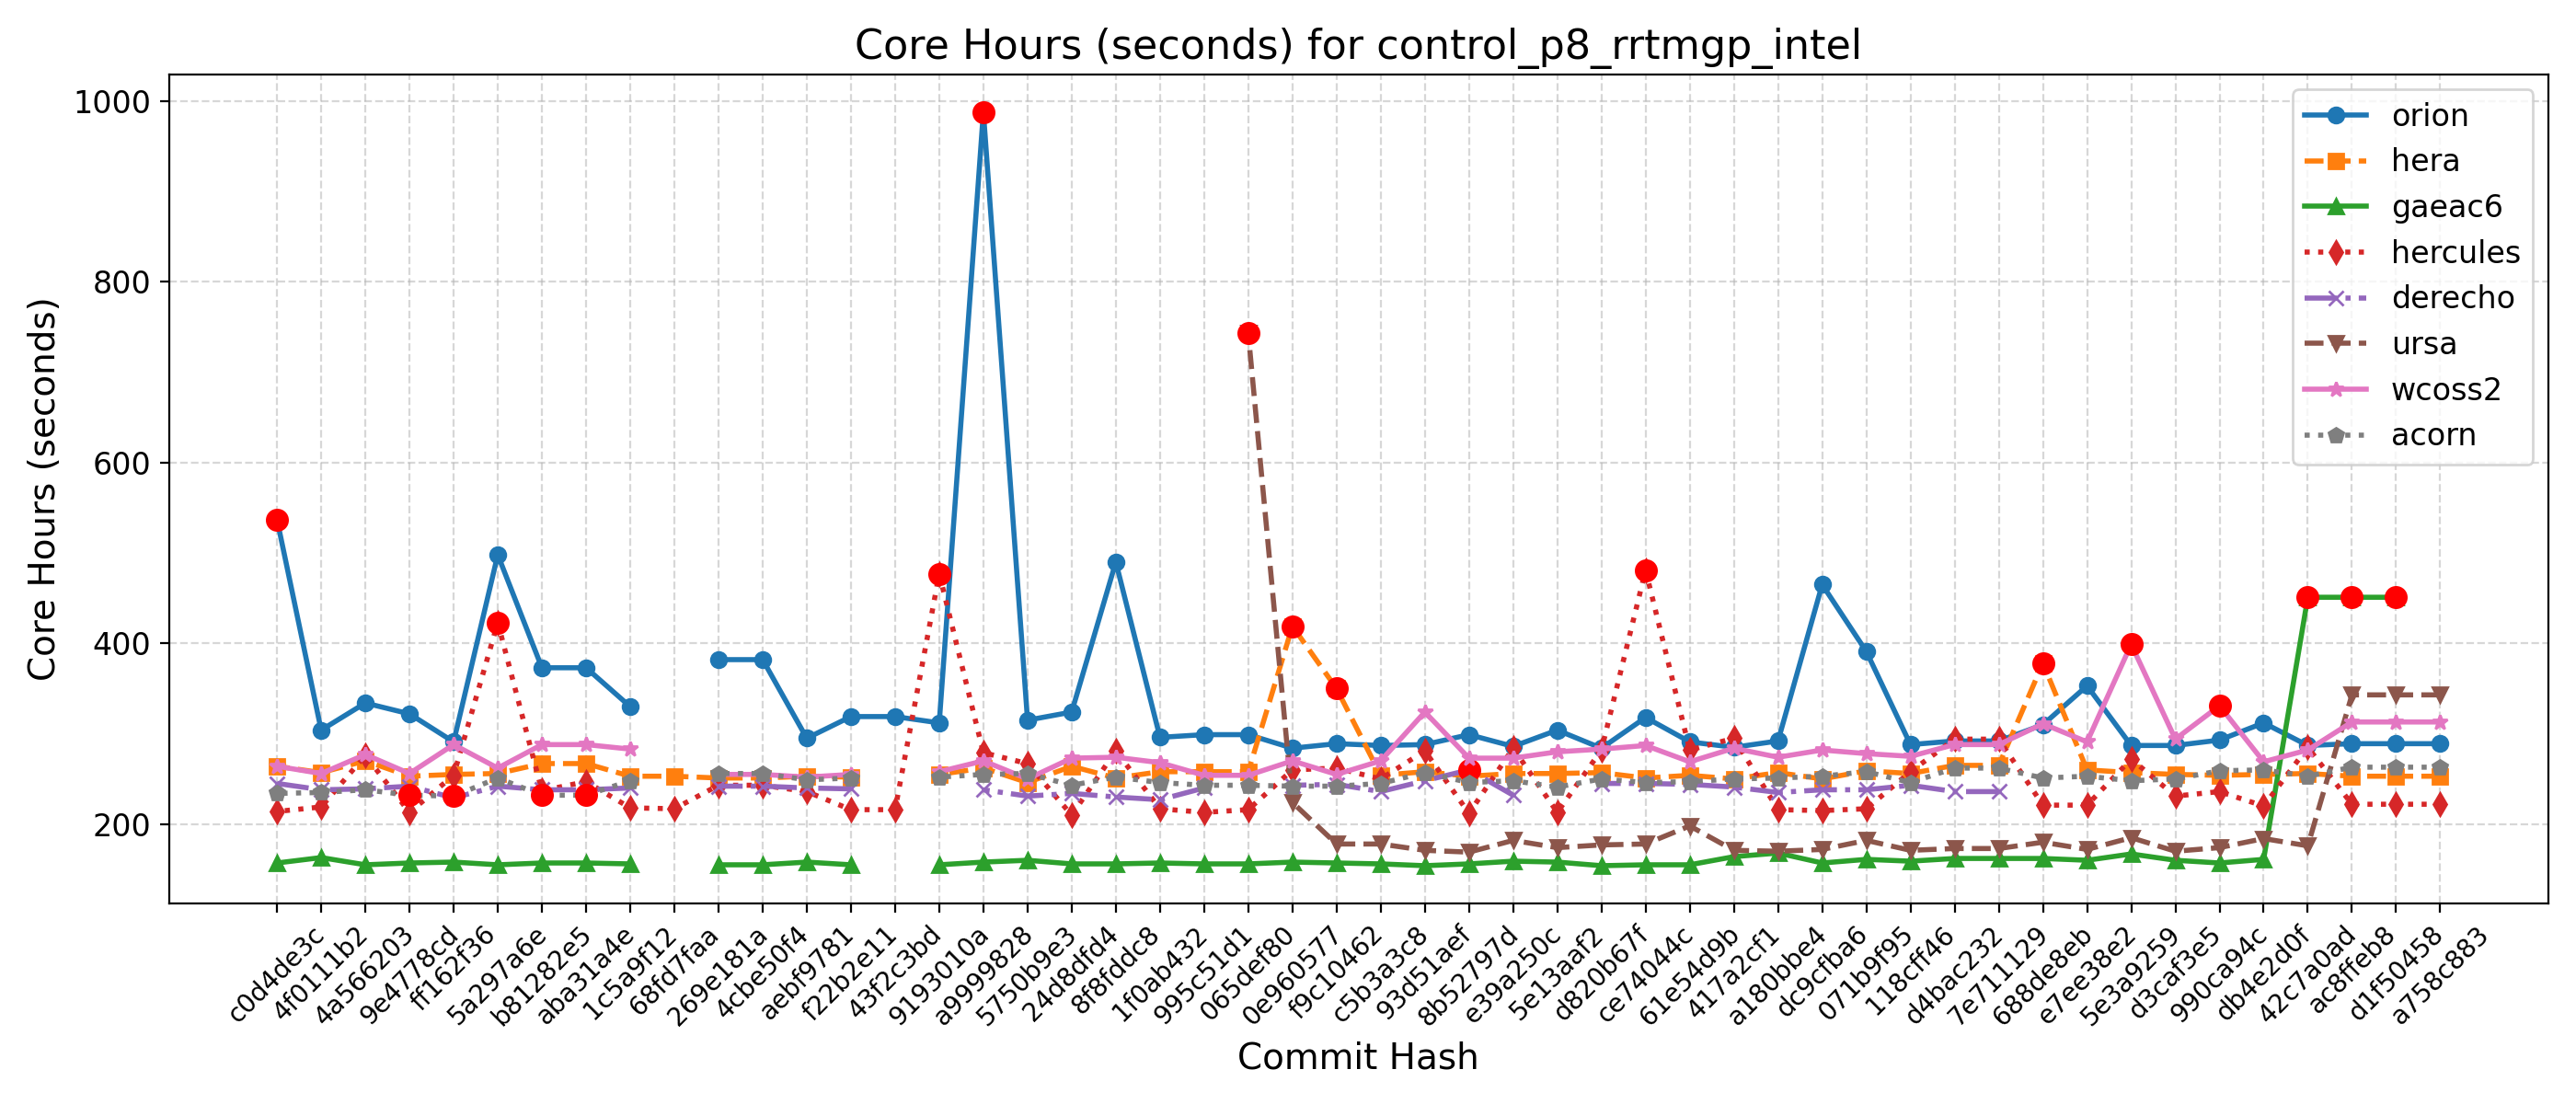 Core Hours (seconds) for control_p8_rrtmgp_intel
Core Hours (seconds)
1000
800
600
400
200
orion
hera
gaeac6
hercules
derecho
ursa
wcoss2
acorn
c0d4de3c
4f0111b2
4a566203
9e4778cd
ff162f36
5a297a6e
b81282e5
aba31a4e
1c5a9f12
68fd7faa
269e181a
4cbe50f4
aebf9781
f22b2e11
43f2c3bd
9193010a
a9999828
5750b9e3
24d8dfd4
8f8fddc8
1f0ab432
995c51d1
065def80
0e960577
f9c10462
c5b3a3c8
93d51aef
8b52797d
e39a250c
5e13aaf2
d820b67f
ce74044c
61e54d9b
417a2cf1
a180bbe4
dc9cfba6
071b9f95
118cff46
d4bac232
7e711129
688de8eb
e7ee38e2
5e3a9259
d3caf3e5
990ca94c
db4e2d0f
42c7a0ad
ac8ffeb8
d1f50458
a758c883
Commit Hash